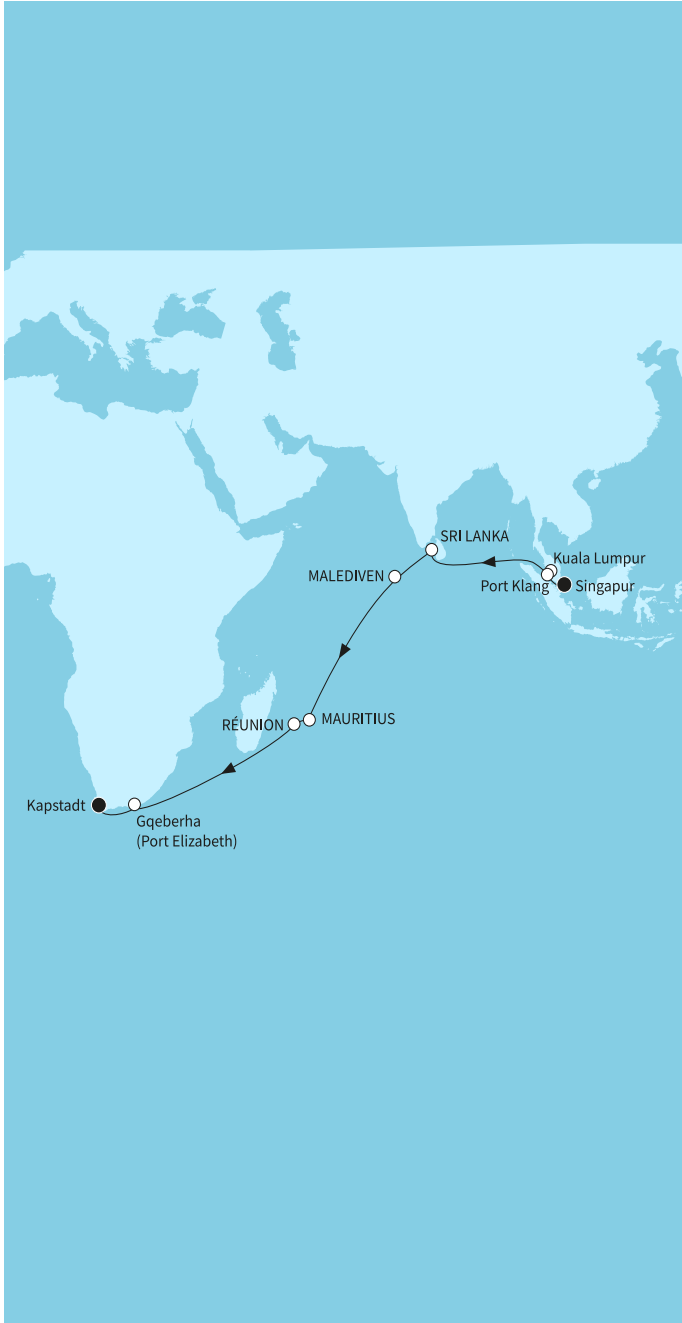 SRI LANKA
Kuala Lumpur
MALEDIVEN
Port Klang
Singapur
RÉUNION
MAURITIUS
Kapstadt
Gqeberha
(Port Elizabeth)